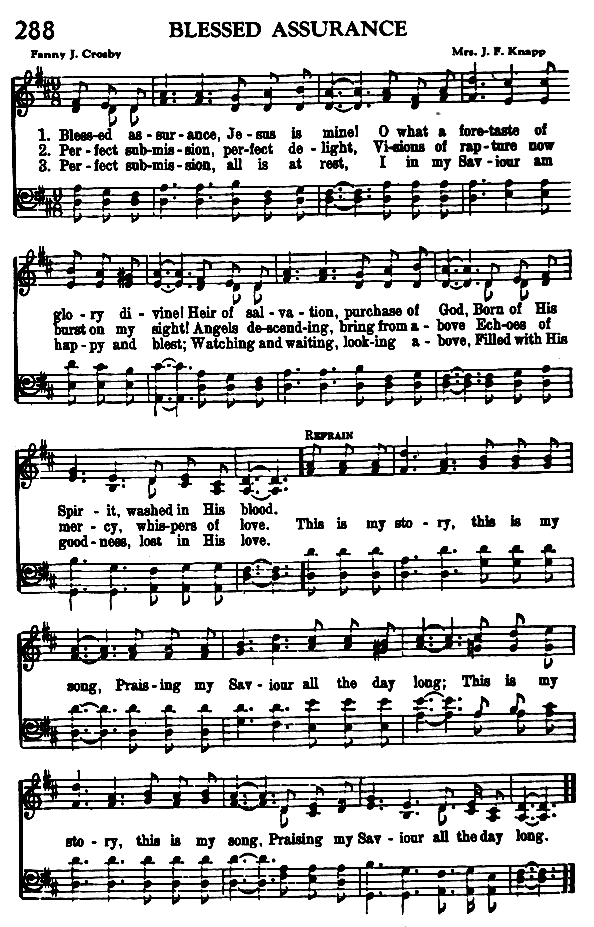 288 BLESSED ASSURANCE
Fanny J. Crosby Mrs. J. F. Knapp
1. Bless-ed as-sur-ance, Je-sus is mine! O what a fore-taste of
2. Per-fect sub-mis-sion, per-fect de-light, Vi-sions of rap-ture now
3. Per-fect sub-mis-sion, all is at rest, I in my Sav-iour am
glo-ry di-vine! Heir of sal-va-tion, purchase of God, Born of His
burst on my sight! Angels de-scend-ing, bring from a-bove Ech-oes of
hap-py and blest; Watching and waiting, look-ing a-bove, Filled with His
REFRAIN
Spir-it, washed in His blood.
mer-cy, whis-pers of love. This is my sto-ry, this is my
good-ness, lost in His love.
song, Prais-ing my Sav-iour all the day long; This is my
sto-ry, this is my song, Praising my Sav-iour all the day long.